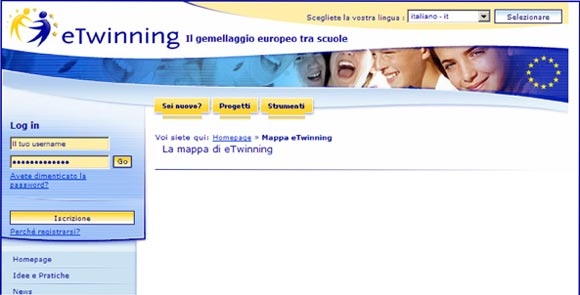 Scegliete la vostra lingua : italiano - it Selezionare
eTwinning Il gemellaggio europeo tra scuole
Sei nuovo? Progetti Strumenti
Log in
Il tuo username
•••••••••••••
Go
Avete dimenticato la
password?
Iscrizione
Perché registrarsi?
Voi siete qui: Homepage » Mappa eTwinning
La mappa di eTwinning
Homepage
Idee e Pratiche
News